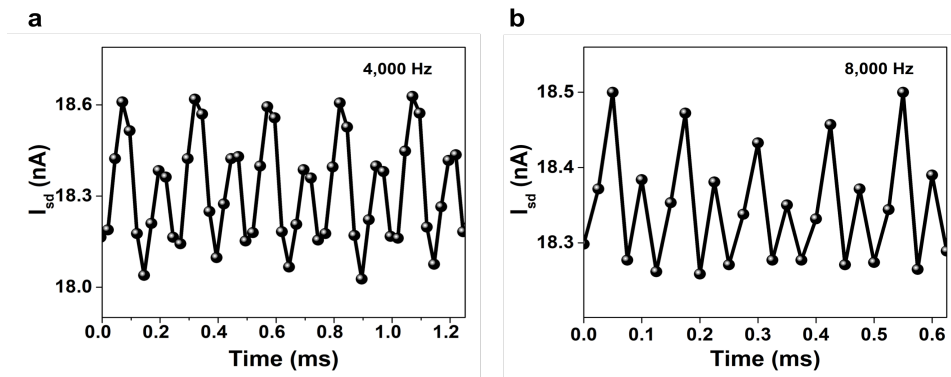 a
4,000 Hz
18.6
18.3
18.0
I_sd (nA)
0.0 0.2 0.4 0.6 0.8 1.0 1.2
Time (ms)
b
8,000 Hz
18.5
18.4
18.3
I_sd (nA)
0.0 0.1 0.2 0.3 0.4 0.5 0.6
Time (ms)